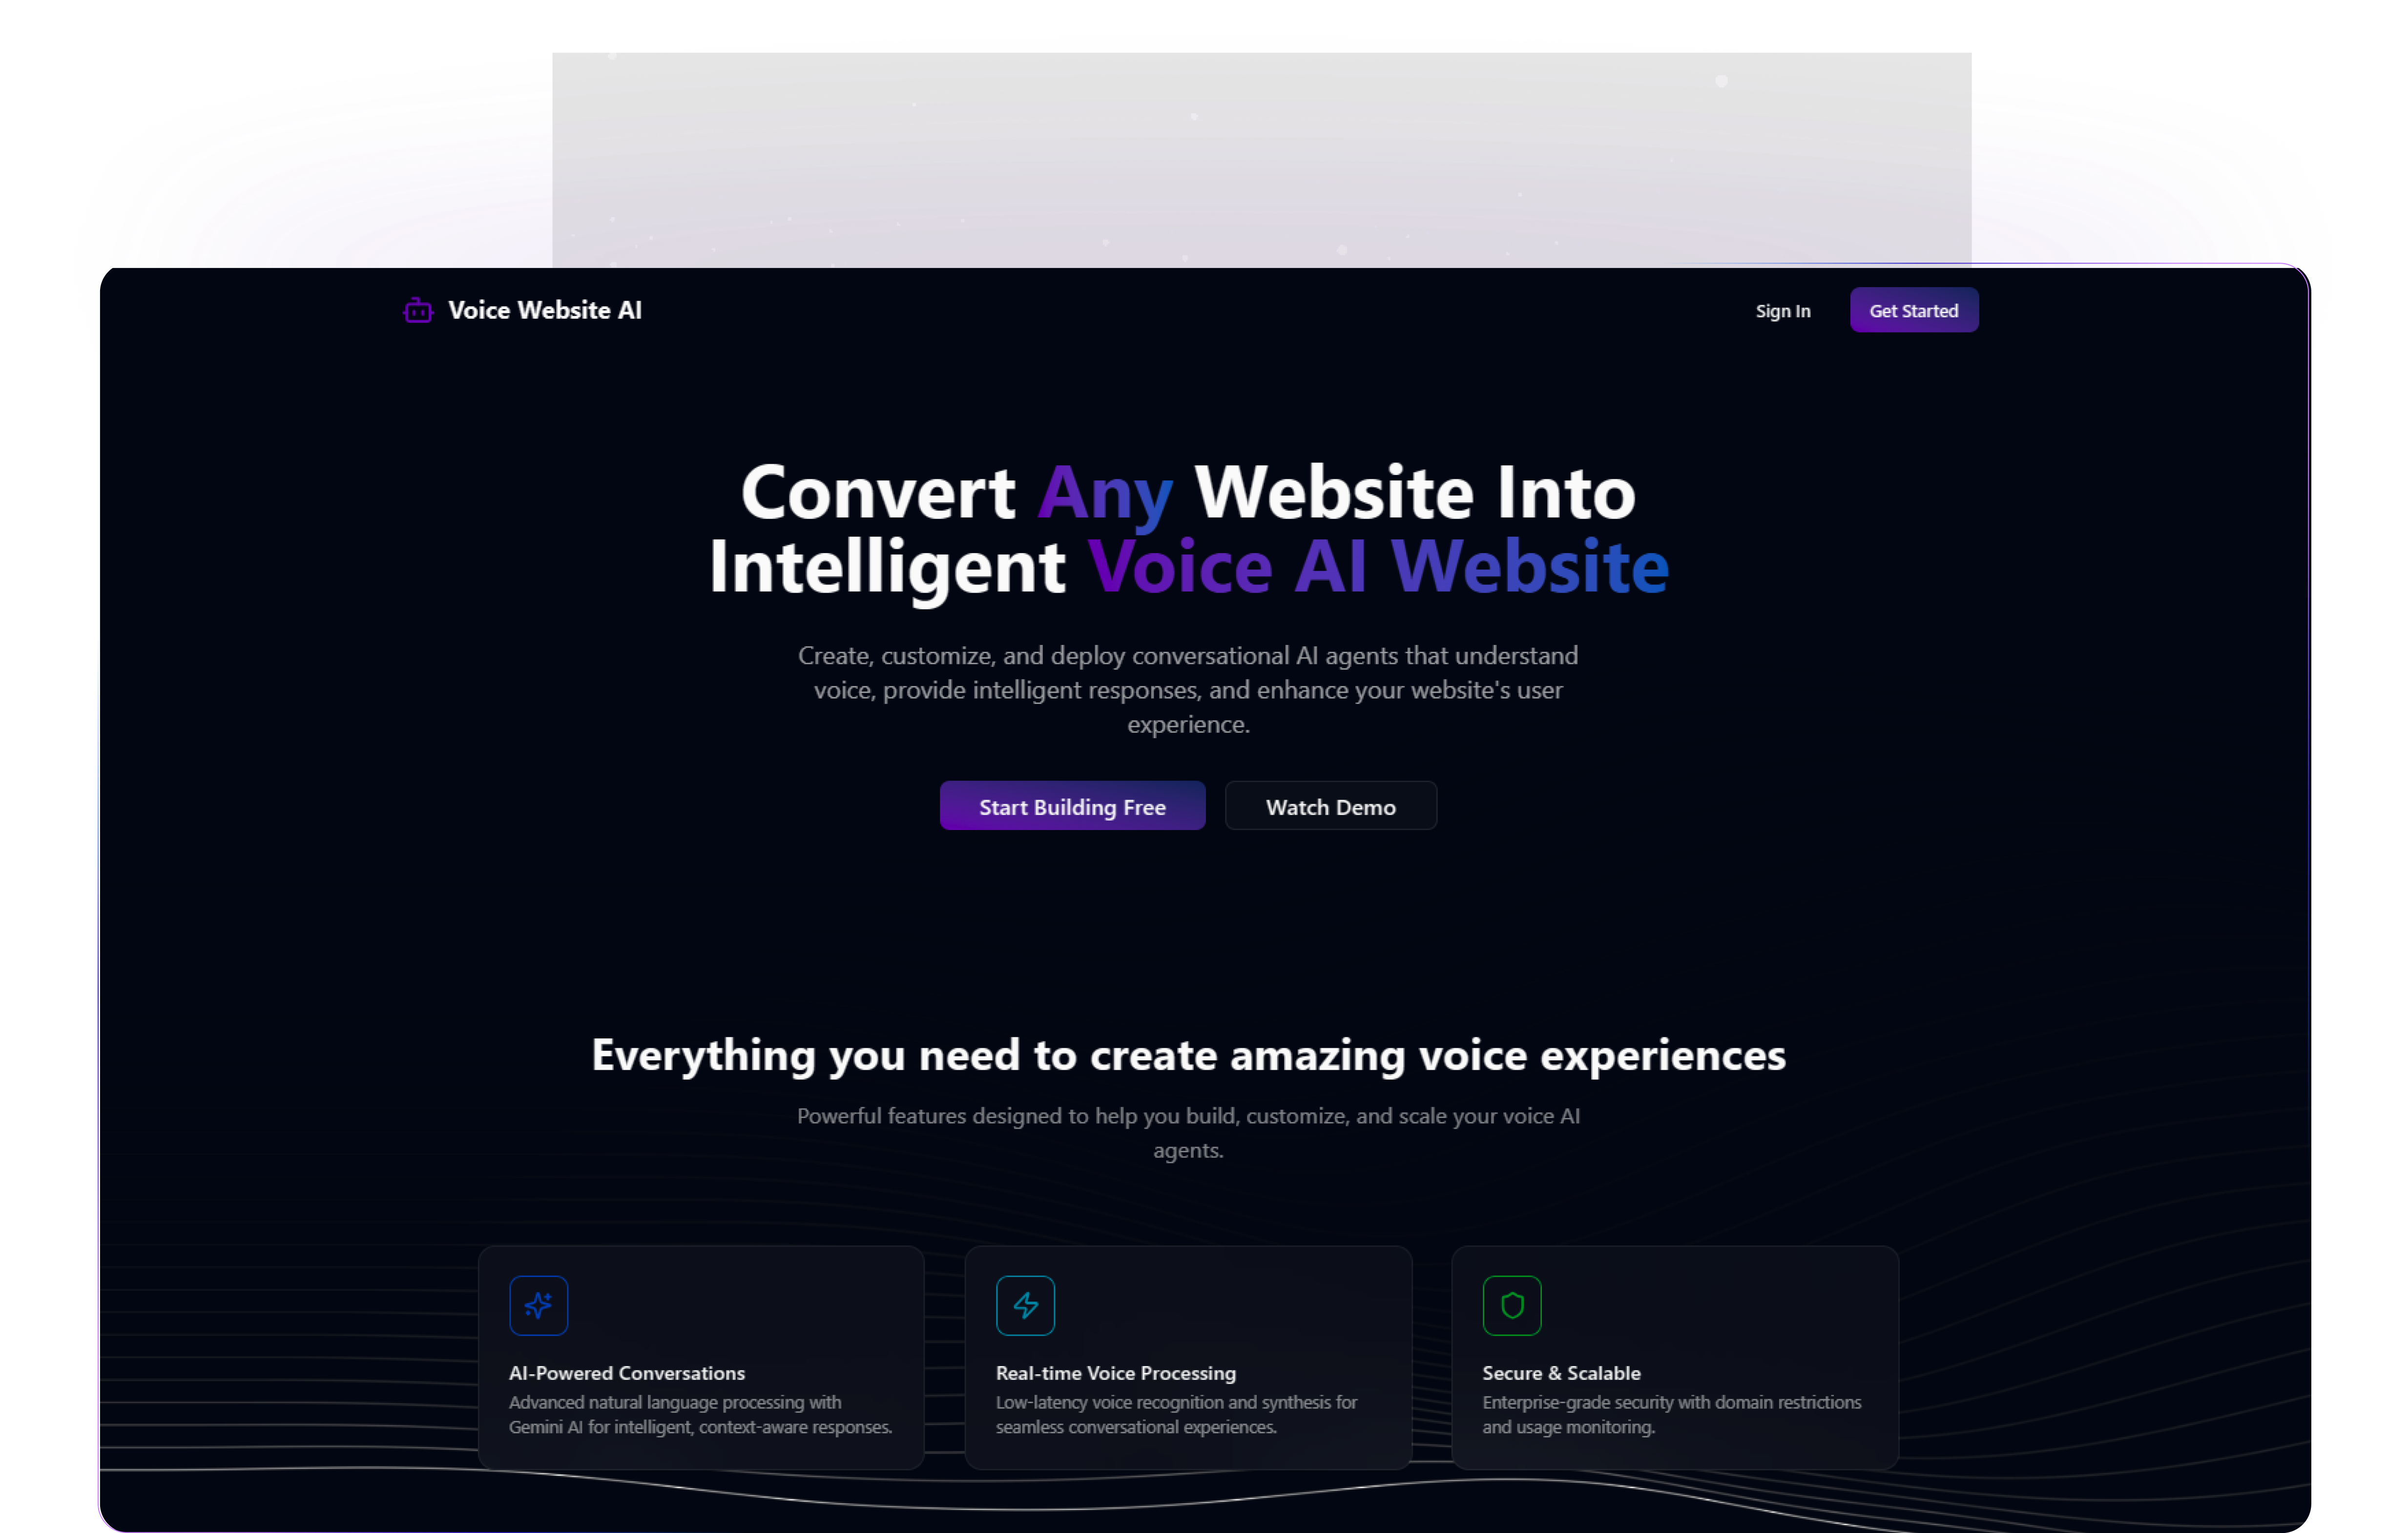 Voice Website AI
Sign In
Get Started
Convert Any Website Into
Intelligent Voice AI Website
Create, customize, and deploy conversational AI agents that understand
voice, provide intelligent responses, and enhance your website's user
experience.
Start Building Free
Watch Demo
Everything you need to create amazing voice experiences
Powerful features designed to help you build, customize, and scale your voice AI
agents.
AI-Powered Conversations
Advanced natural language processing with
Gemini AI for intelligent, context-aware responses.
Real-time Voice Processing
Low-latency voice recognition and synthesis for
seamless conversational experiences.
Secure & Scalable
Enterprise-grade security with domain restrictions
and usage monitoring.